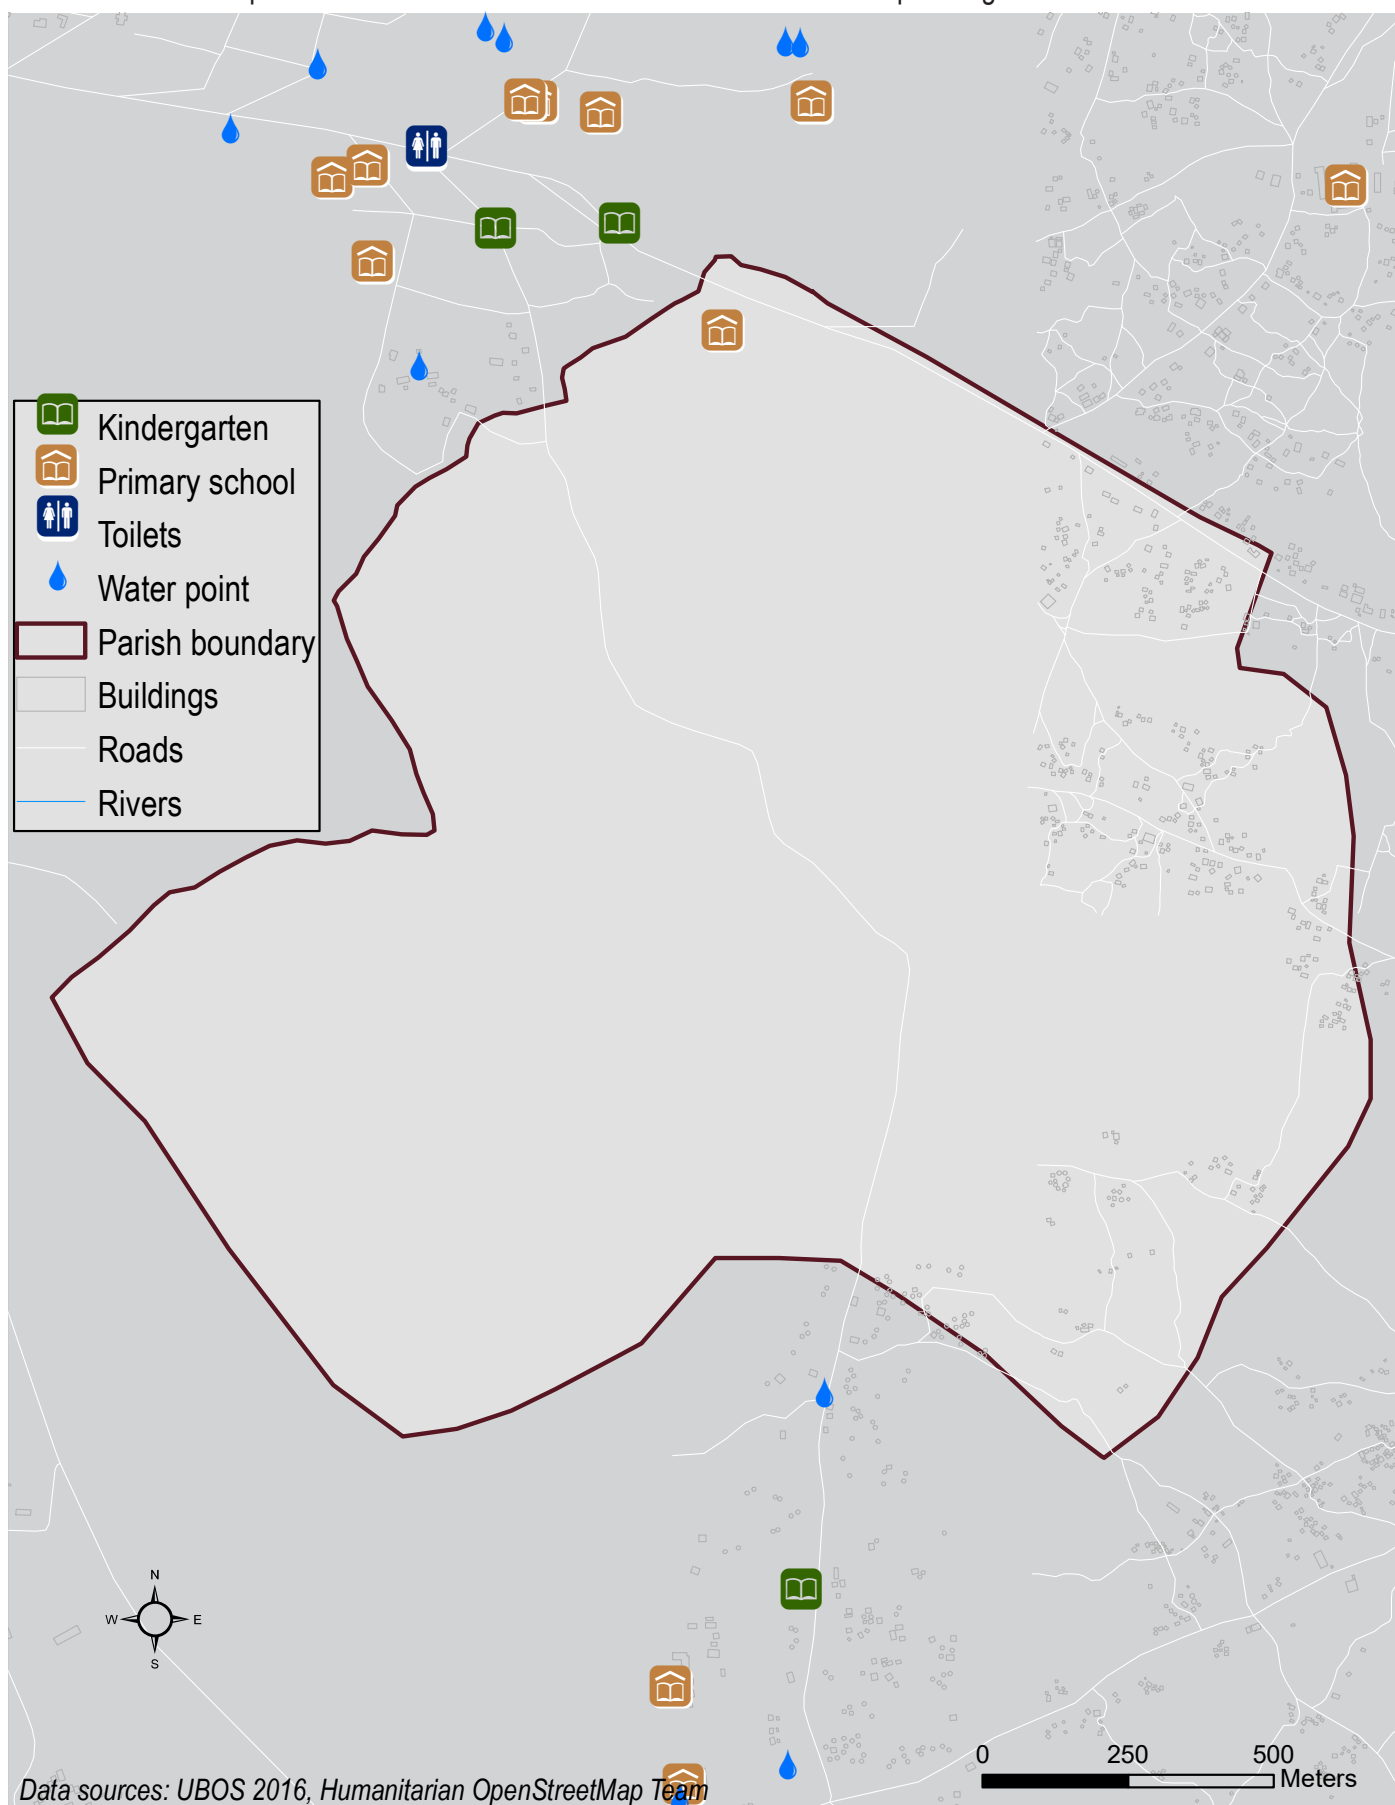 Kindergarten
Primary school
Toilets
Water point
Parish boundary
Buildings
Roads
Rivers
N
W E
S
0 250 500
Meters
Data sources: UBOS 2016, Humanitarian OpenStreetMap Team